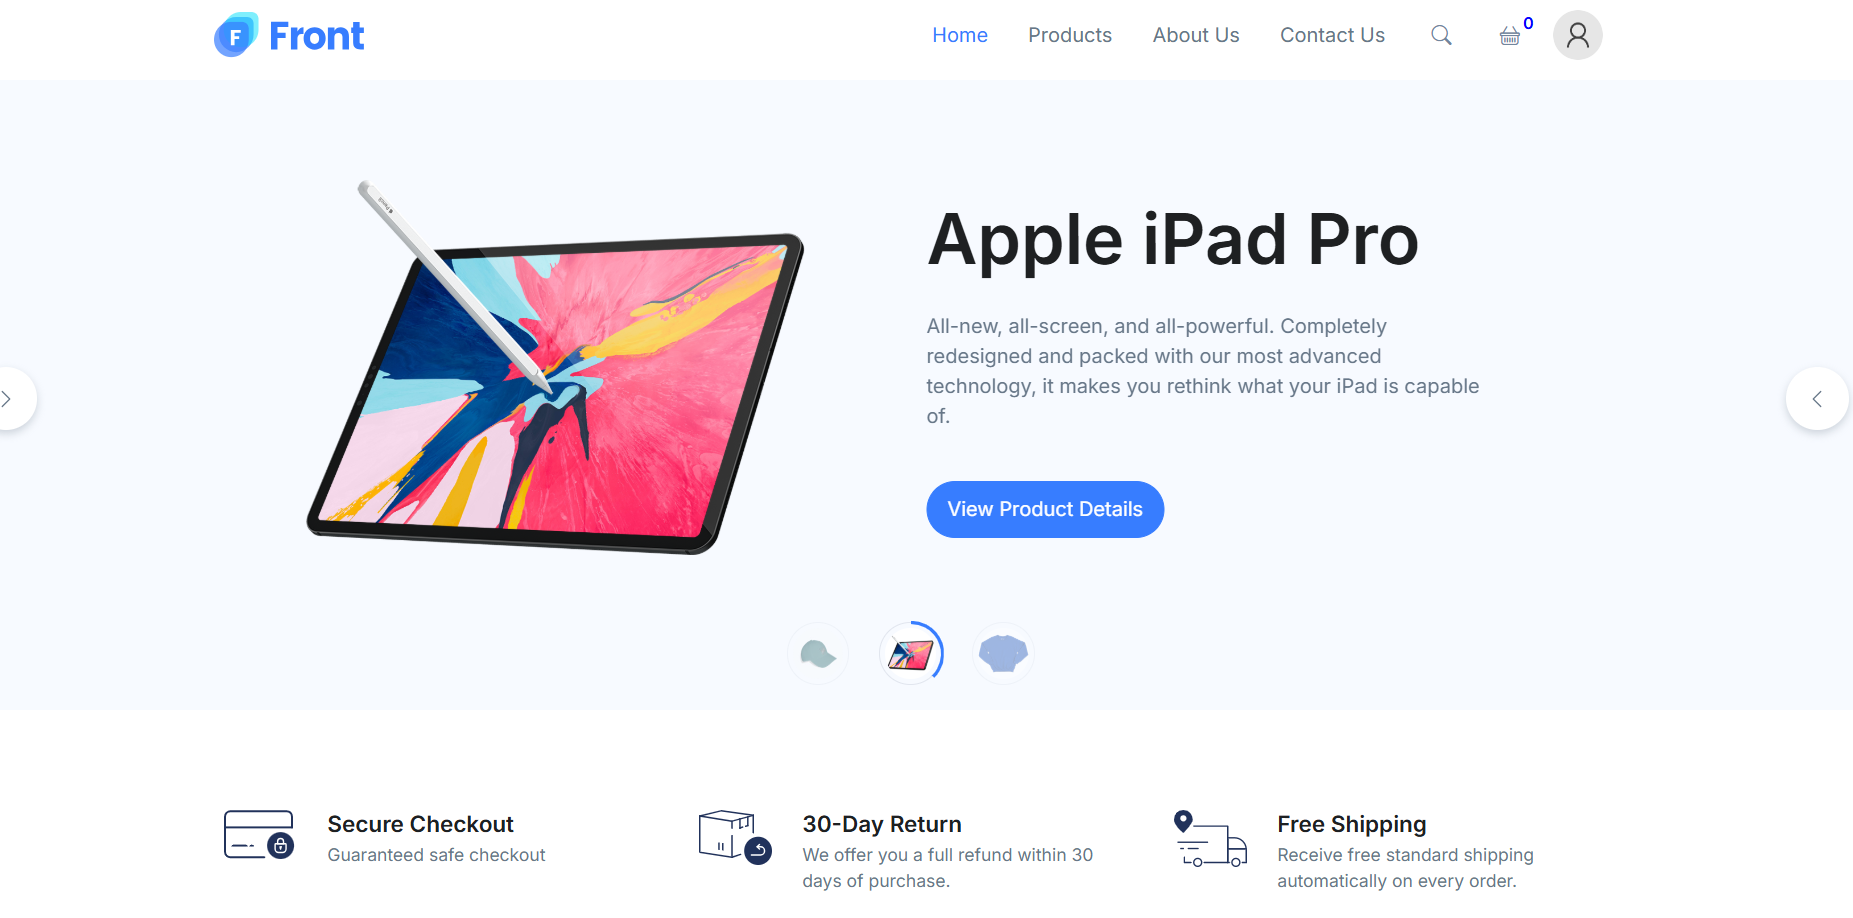 F Front
Home Products About Us Contact Us 0
Apple iPad Pro
All-new, all-screen, and all-powerful. Completely
redesigned and packed with our most advanced
technology, it makes you rethink what your iPad is capable
of.
View Product Details
Secure Checkout
Guaranteed safe checkout
30-Day Return
We offer you a full refund within 30
days of purchase.
Free Shipping
Receive free standard shipping
automatically on every order.